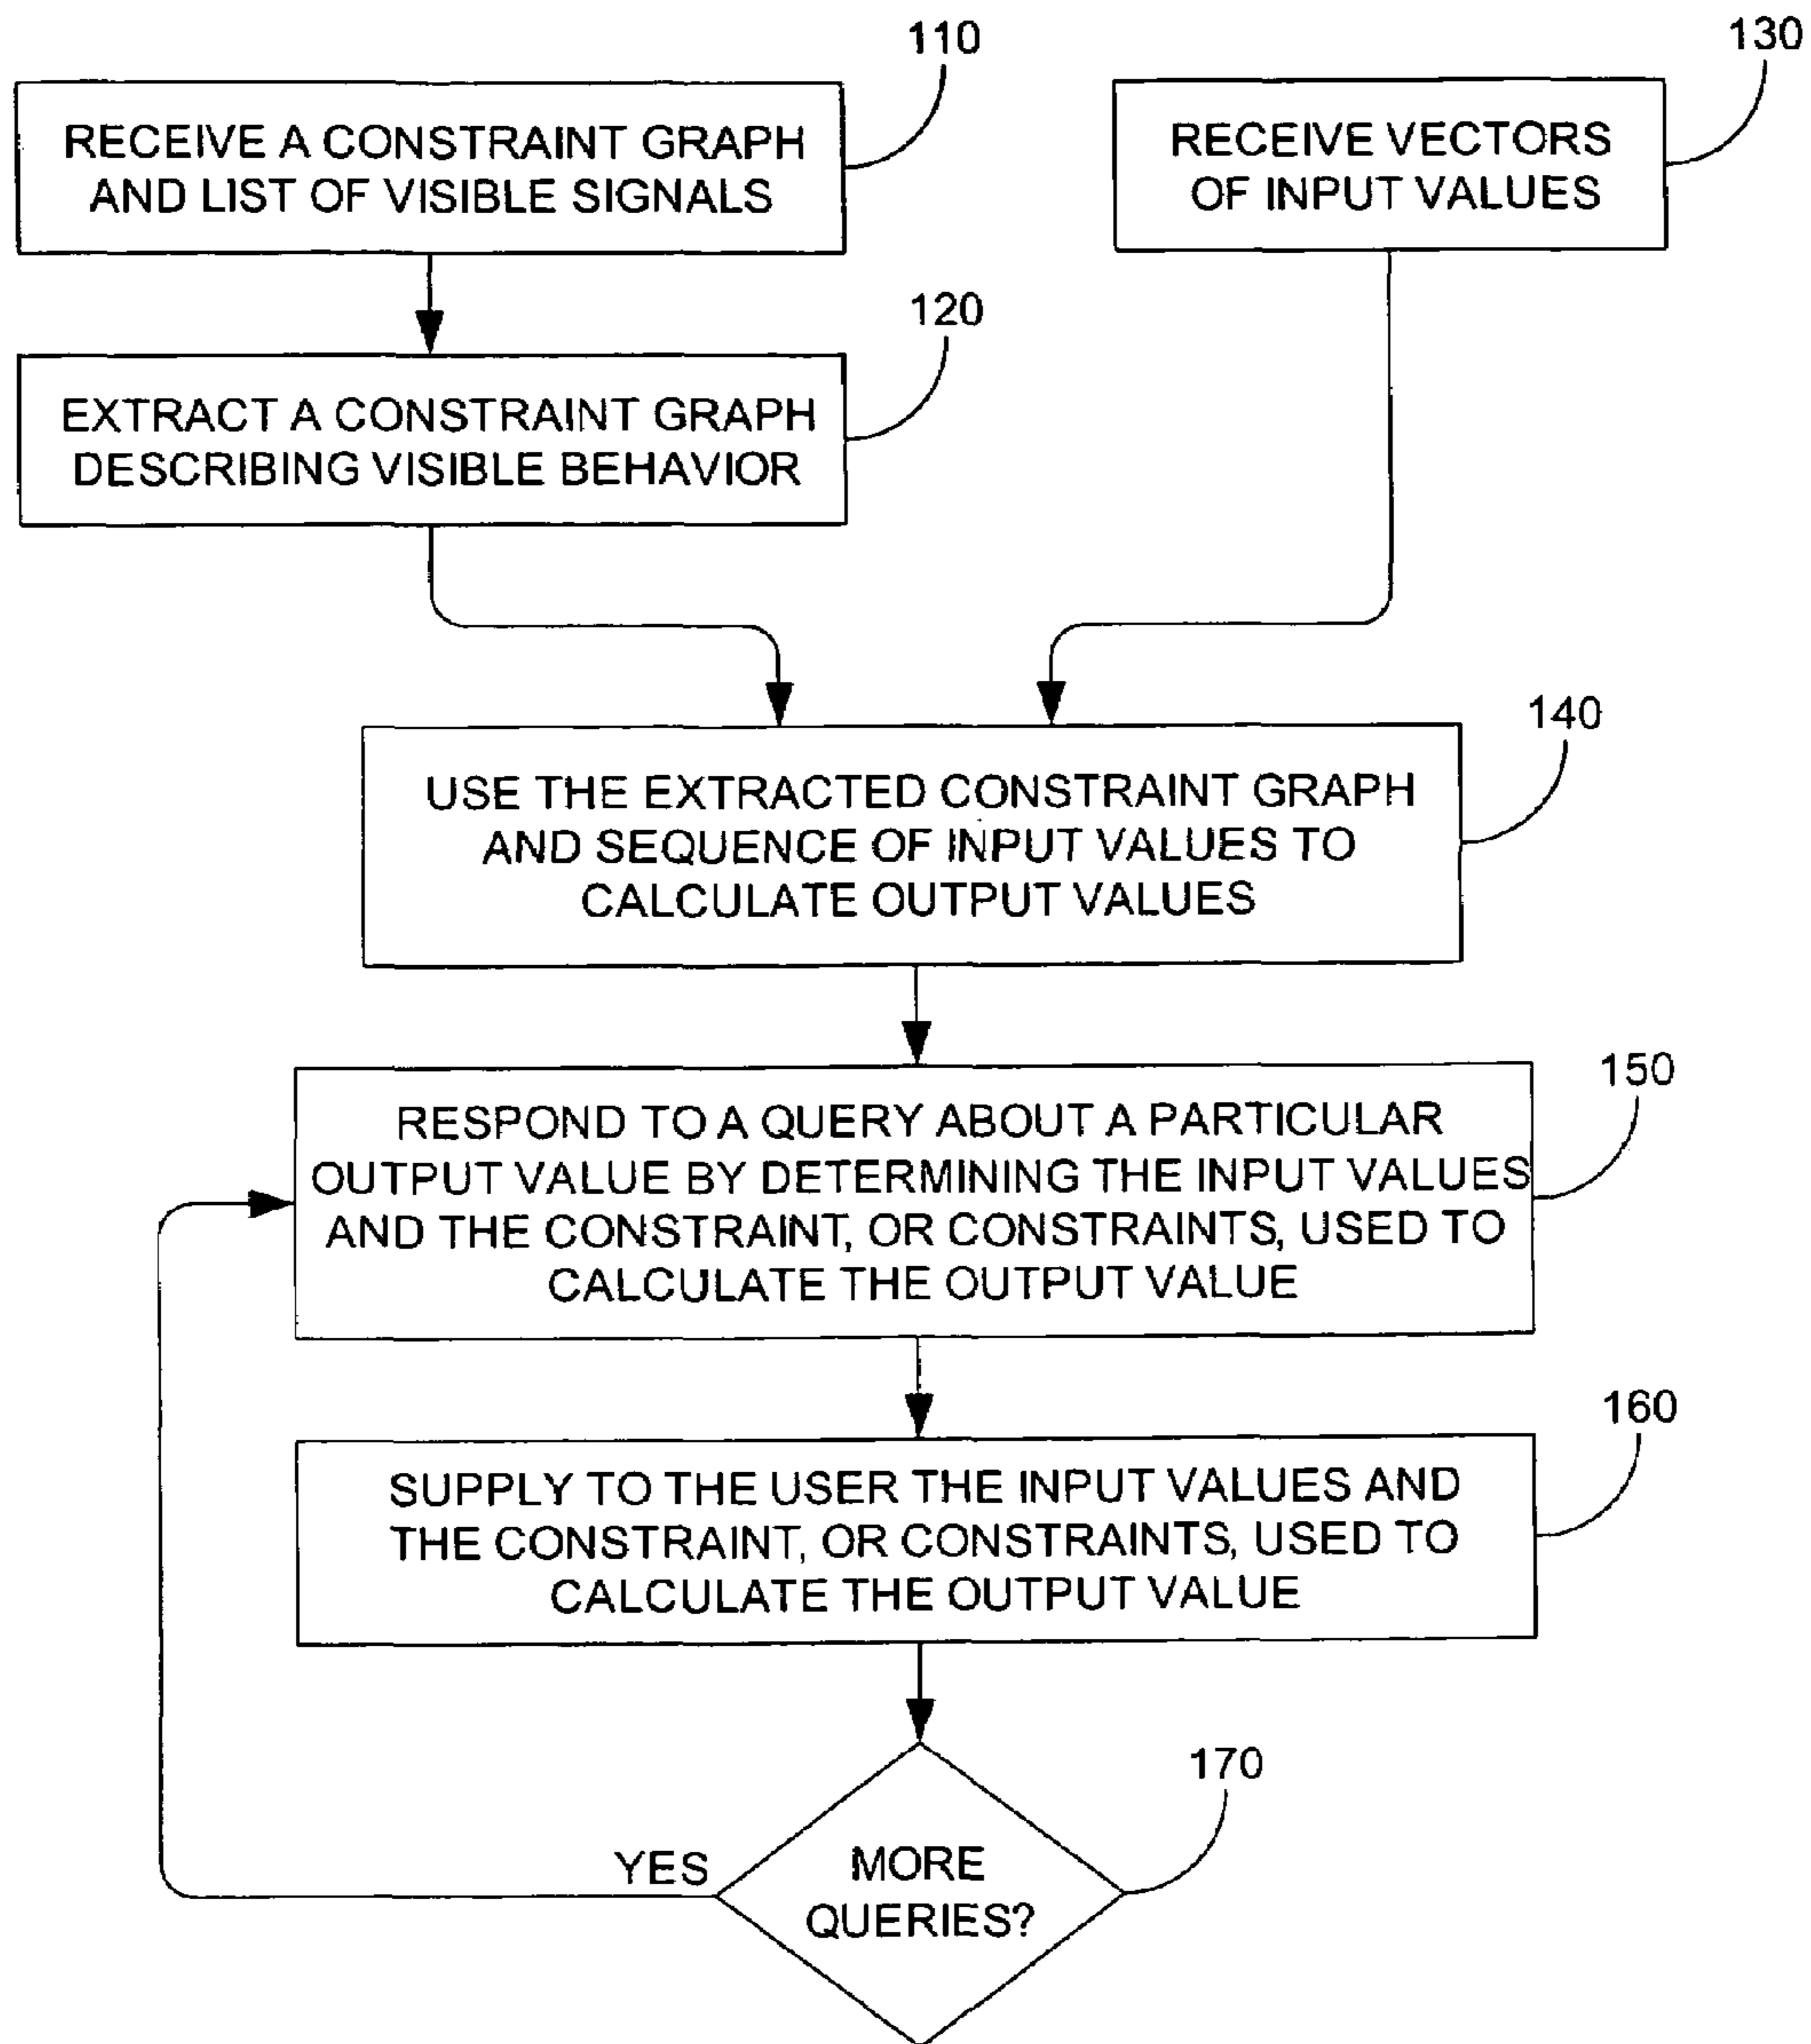 110
130
RECEIVE A CONSTRAINT GRAPH
AND LIST OF VISIBLE SIGNALS
RECEIVE VECTORS
OF INPUT VALUES
120
EXTRACT A CONSTRAINT GRAPH
DESCRIBING VISIBLE BEHAVIOR
140
USE THE EXTRACTED CONSTRAINT GRAPH
AND SEQUENCE OF INPUT VALUES TO
CALCULATE OUTPUT VALUES
150
RESPOND TO A QUERY ABOUT A PARTICULAR
OUTPUT VALUE BY DETERMINING THE INPUT VALUES
AND THE CONSTRAINT, OR CONSTRAINTS, USED TO
CALCULATE THE OUTPUT VALUE
160
SUPPLY TO THE USER THE INPUT VALUES AND
THE CONSTRAINT, OR CONSTRAINTS, USED TO
CALCULATE THE OUTPUT VALUE
170
YES
MORE
QUERIES?